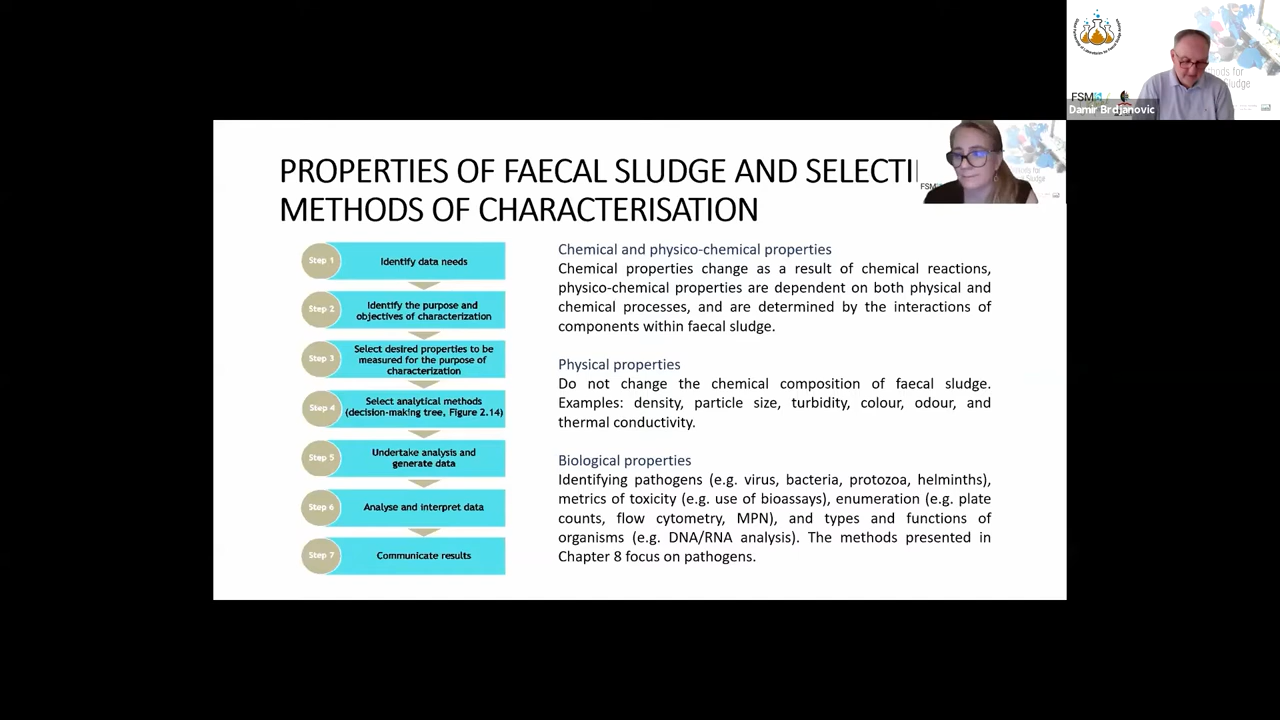 PROPERTIES OF FAECAL SLUDGE AND SELECTI
METHODS OF CHARACTERISATION
Step 1
Identify data needs
Step 2
Identify the purpose and
objectives of characterization
Step 3
Select desired properties to be
measured for the purpose of
characterization
Step 4
Select analytical methods
(decision-making tree, Figure 2.14)
Step 5
Undertake analysis and
generate data
Step 6
Analyse and interpret data
Step 7
Communicate results
Chemical and physico-chemical properties
Chemical properties change as a result of chemical reactions,
physico-chemical properties are dependent on both physical and
chemical processes, and are determined by the interactions of
components within faecal sludge.
Physical properties
Do not change the chemical composition of faecal sludge.
Examples: density, particle size, turbidity, colour, odour, and
thermal conductivity.
Biological properties
Identifying pathogens (e.g. virus, bacteria, protozoa, helminths),
metrics of toxicity (e.g. use of bioassays), enumeration (e.g. plate
counts, flow cytometry, MPN), and types and functions of
organisms (e.g. DNA/RNA analysis). The methods presented in
Chapter 8 focus on pathogens.
FSM
Sludge
FSM
Damir Brdjanovic